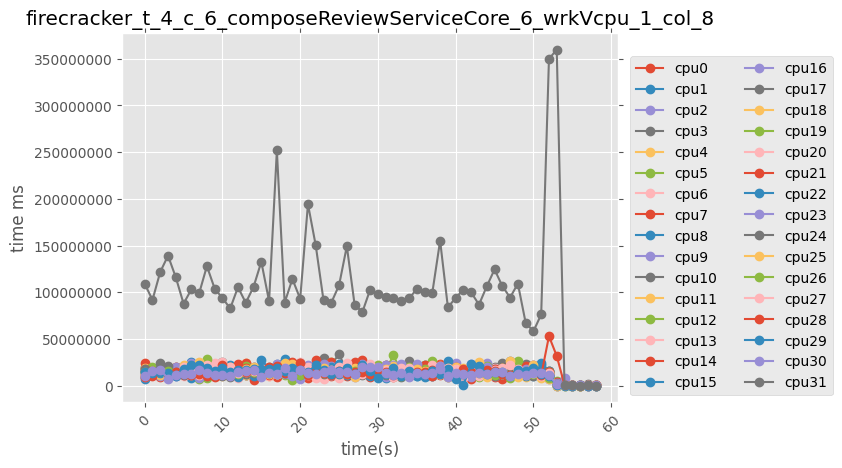 firecracker_t_4_c_6_composeReviewServiceCore_6_wrkVcpu_1_col_8
350000000
300000000
250000000
200000000
150000000
100000000
50000000
0
time ms
0
10
20
30
40
50
60
time(s)
cpu0
cpu1
cpu2
cpu3
cpu4
cpu5
cpu6
cpu7
cpu8
cpu9
cpu10
cpu11
cpu12
cpu13
cpu14
cpu15
cpu16
cpu17
cpu18
cpu19
cpu20
cpu21
cpu22
cpu23
cpu24
cpu25
cpu26
cpu27
cpu28
cpu29
cpu30
cpu31